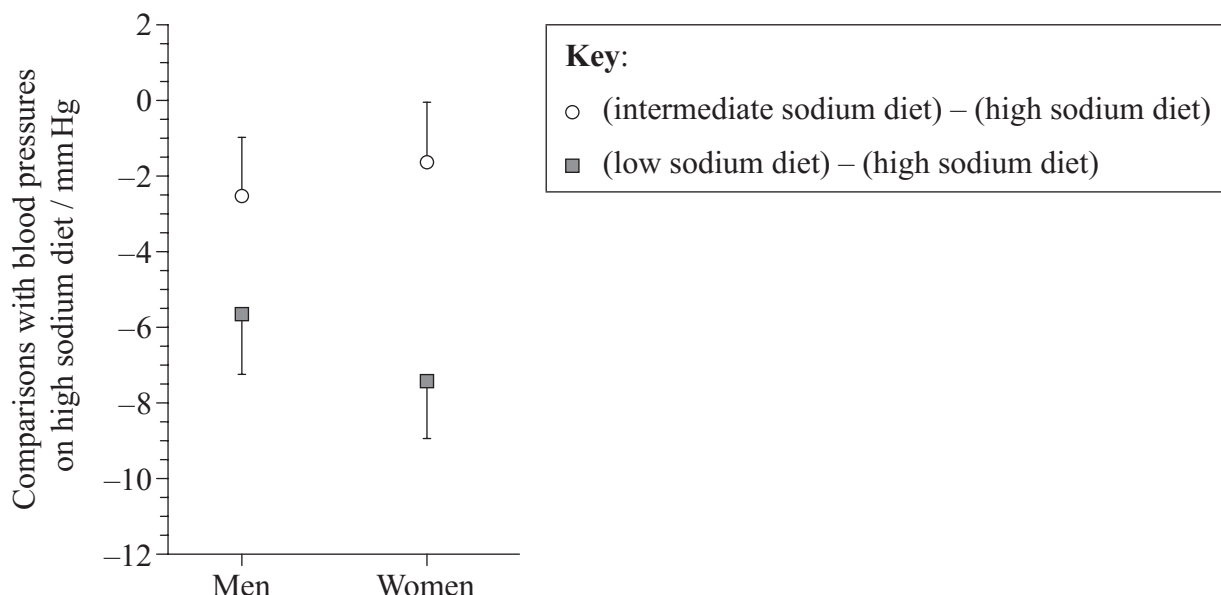 Comparisons with blood pressures
on high sodium diet / mm Hg
2
0
–2
–4
–6
–8
–10
–12
Men
Women
Key:
(intermediate sodium diet) – (high sodium diet)
(low sodium diet) – (high sodium diet)